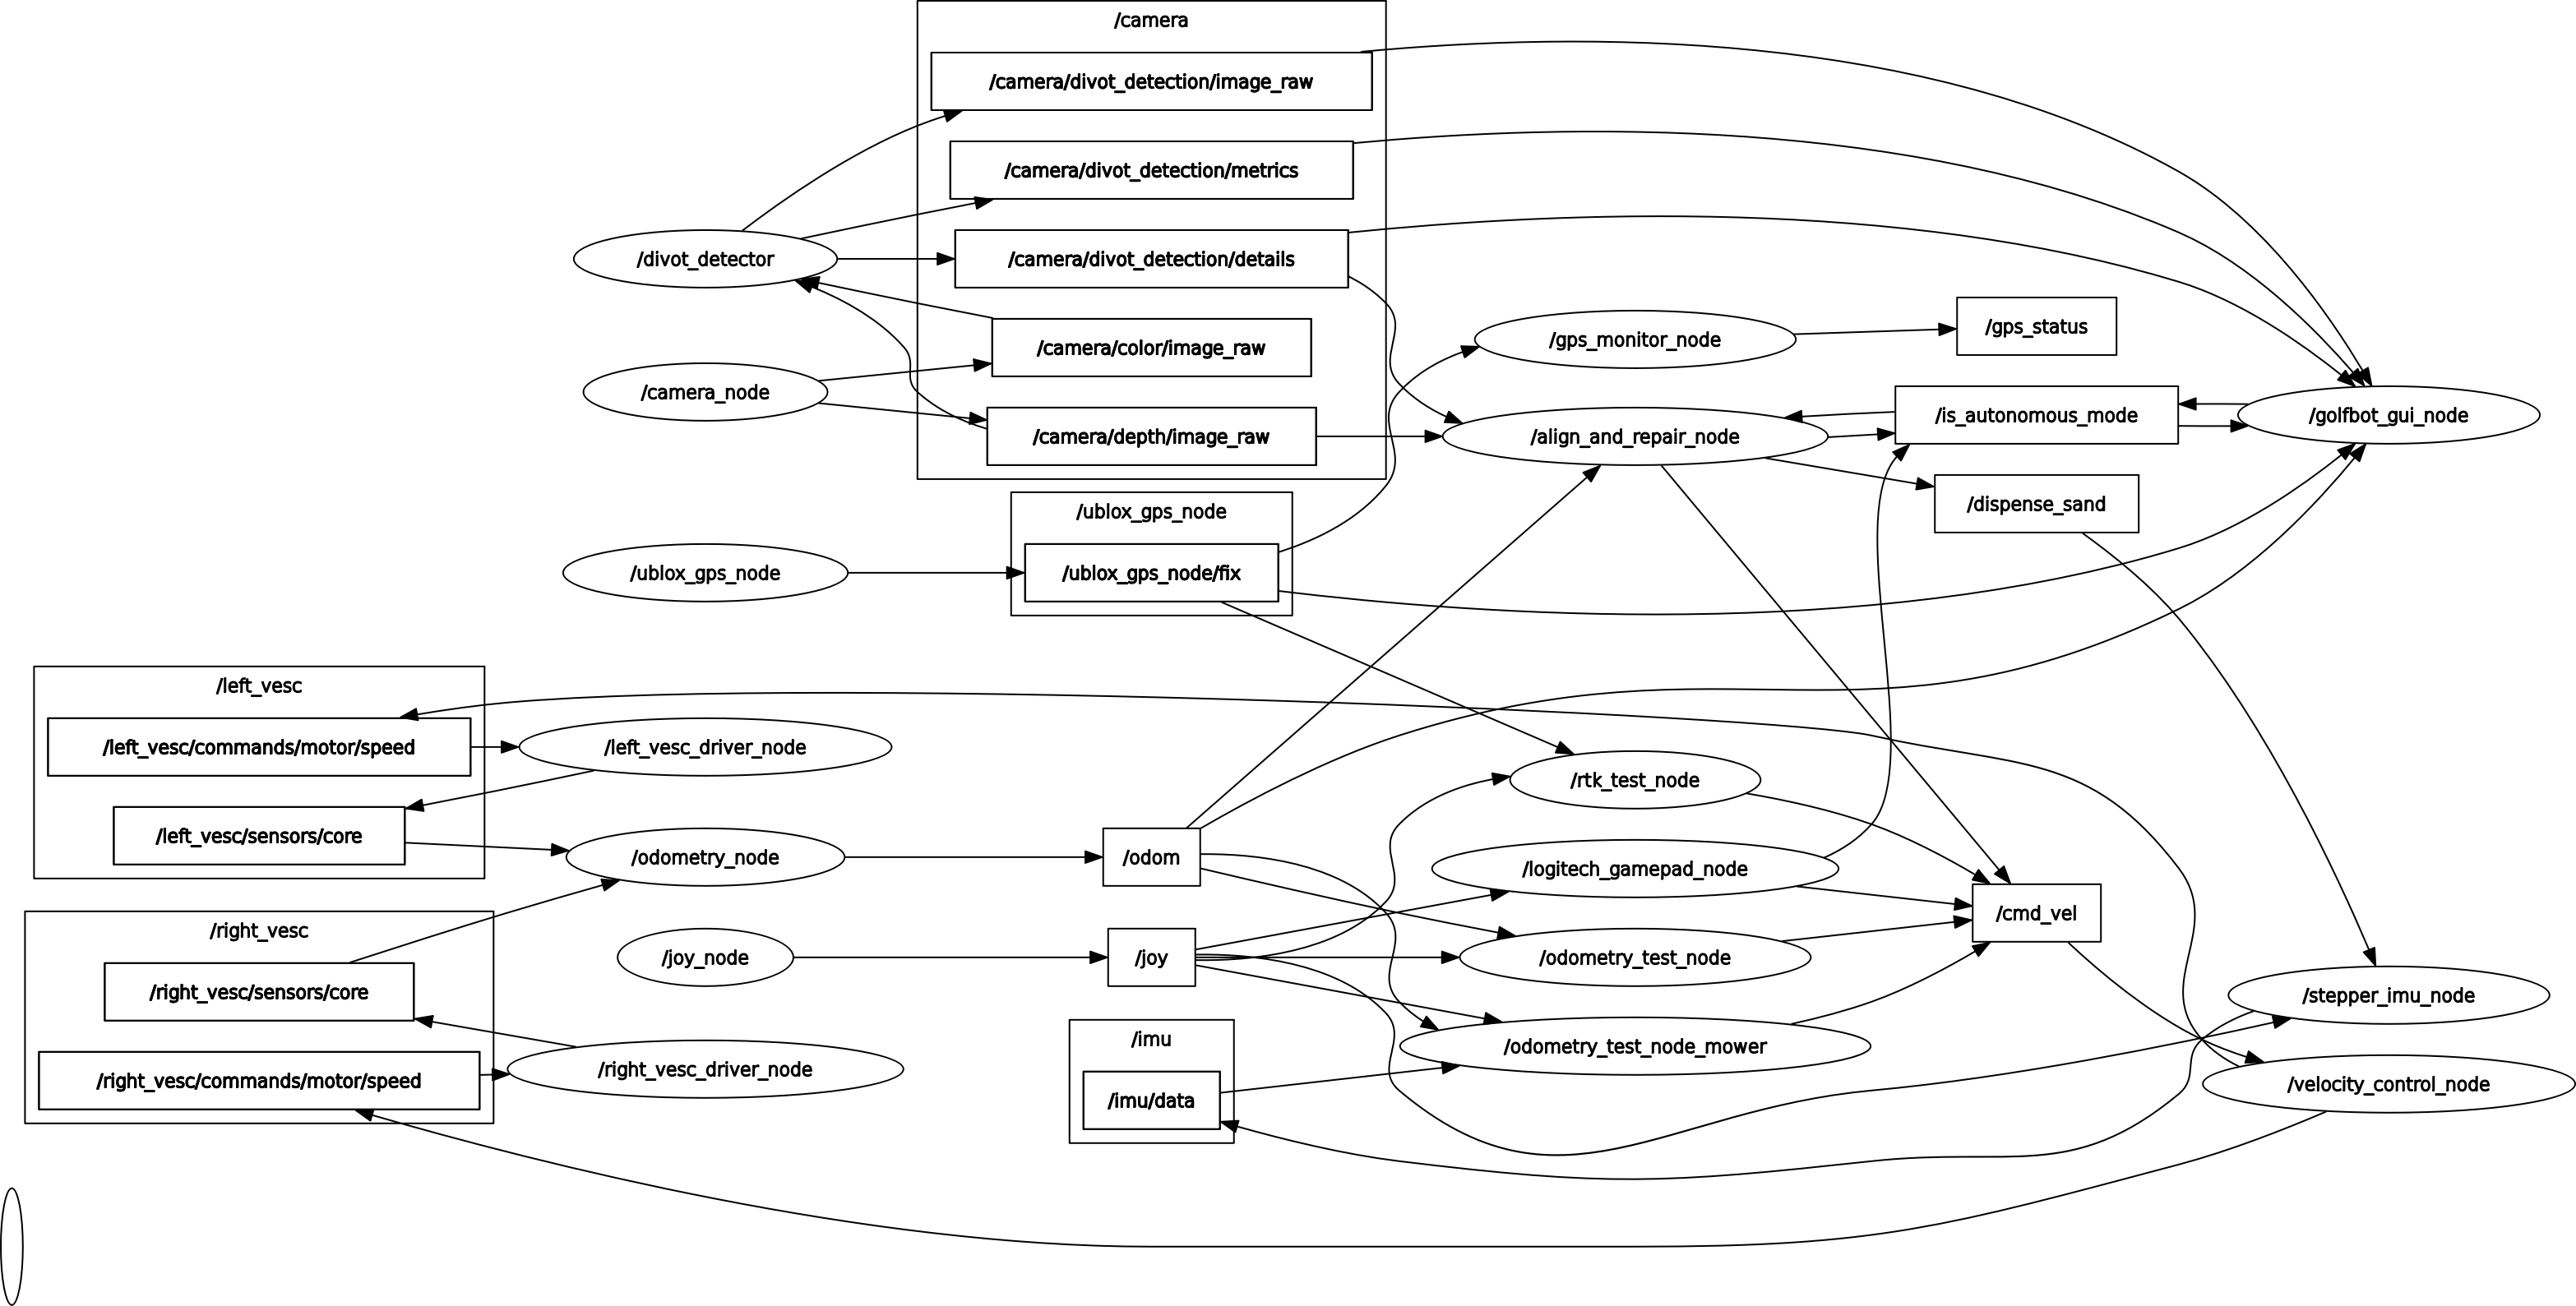 /camera
/camera/divot_detection/image_raw
/camera/divot_detection/metrics
/divot_detector
/camera/divot_detection/details
/gps_status
/gps_monitor_node
/camera/color/image_raw
/camera_node
/is_autonomous_mode
/golfbot_gui_node
/camera/depth/image_raw
/align_and_repair_node
/dispense_sand
/ublox_gps_node
/ublox_gps_node
/ublox_gps_node/fix
/left_vesc
/left_vesc/commands/motor/speed
/left_vesc_driver_node
/rtk_test_node
/left_vesc/sensors/core
/odometry_node
/odom
/logitech_gamepad_node
/cmd_vel
/right_vesc
/joy_node
/joy
/odometry_test_node
/right_vesc/sensors/core
/stepper_imu_node
/imu
/odometry_test_node_mower
/right_vesc_driver_node
/right_vesc/commands/motor/speed
/velocity_control_node
/imu/data